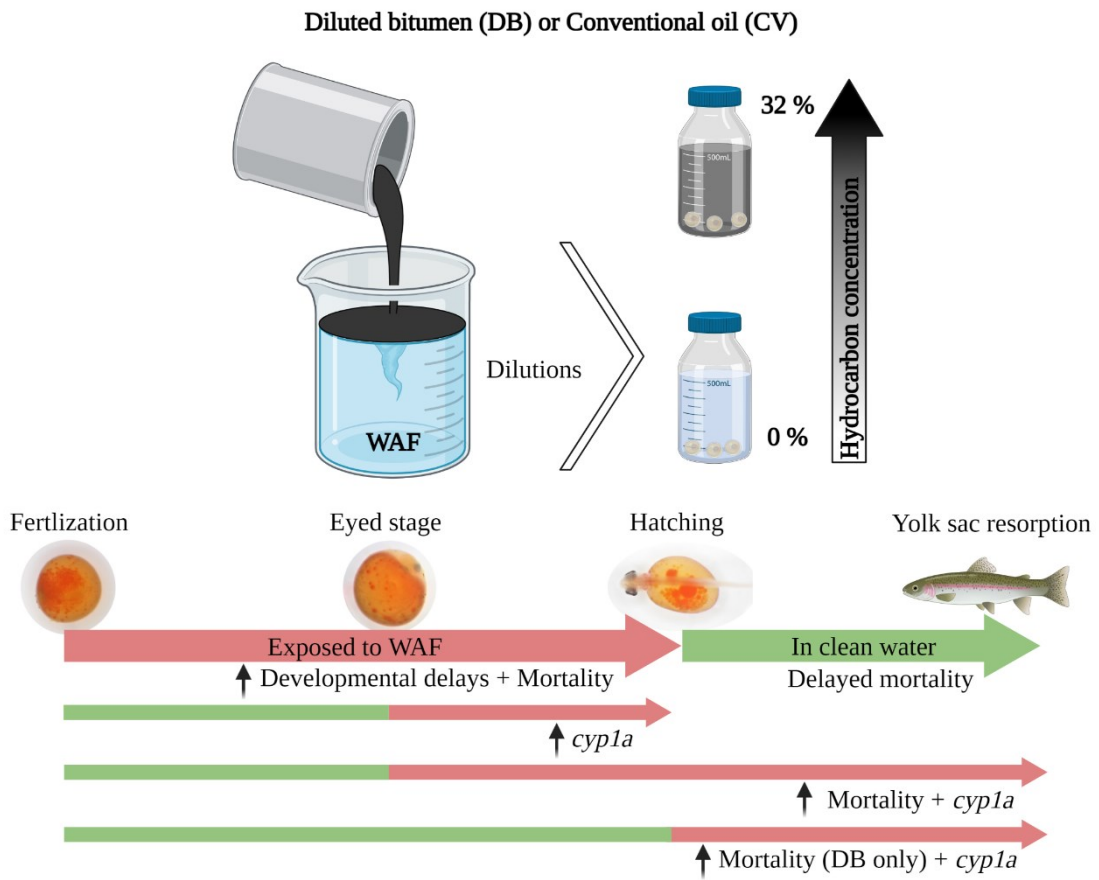 Diluted bitumen (DB) or Conventional oil (CV)
32 %
500mL
Hydrocarbon concentration
Dilutions
500mL
WAF
0 %
Fertlization
Eyed stage
Hatching
Yolk sac resorption
Exposed to WAF
In clean water
Developmental delays + Mortality
Delayed mortality
cyp1a
Mortality + cyp1a
Mortality (DB only) + cyp1a